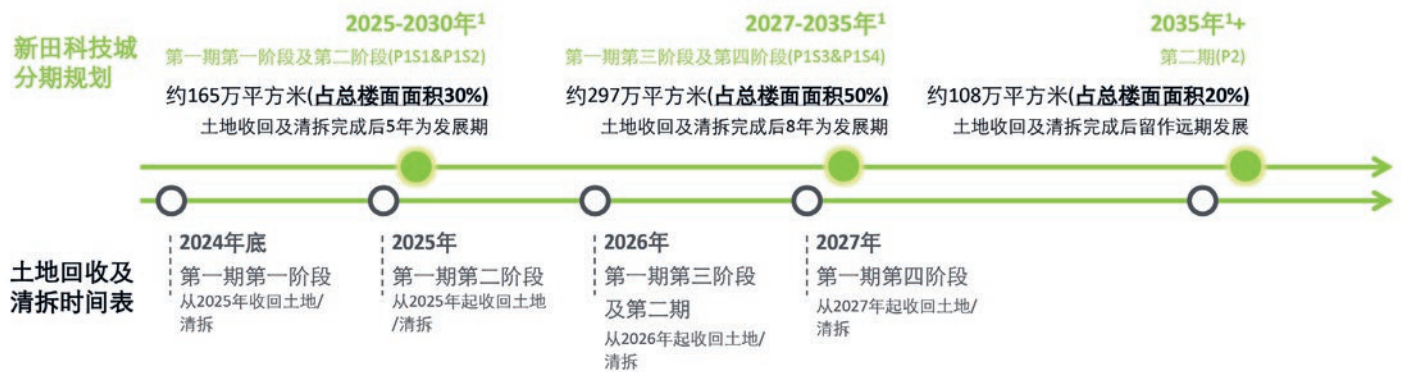 新田科技城
分期规划
2025-2030年1
第一期第一阶段及第二阶段(P1S1&P1S2)
约165万平方米(占总楼面面积30%)
土地收回及清拆完成后5年为发展期
2027-2035年1
第一期第三阶段及第四阶段(P1S3&P1S4)
约297万平方米(占总楼面面积50%)
土地收回及清拆完成后8年为发展期
2035年1+
第二期(P2)
约108万平方米(占总楼面面积20%)
土地收回及清拆完成后留作远期发展
土地回收及
清拆时间表
2024年底
第一期第一阶段
从2025年收回土地/
清拆
2025年
第一期第二阶段
从2025年起收回土地
/清拆
2026年
第一期第三阶段
及第二期
从2026年起收回土地/
清拆
2027年
第一期第四阶段
从2027年起收回土地/
清拆